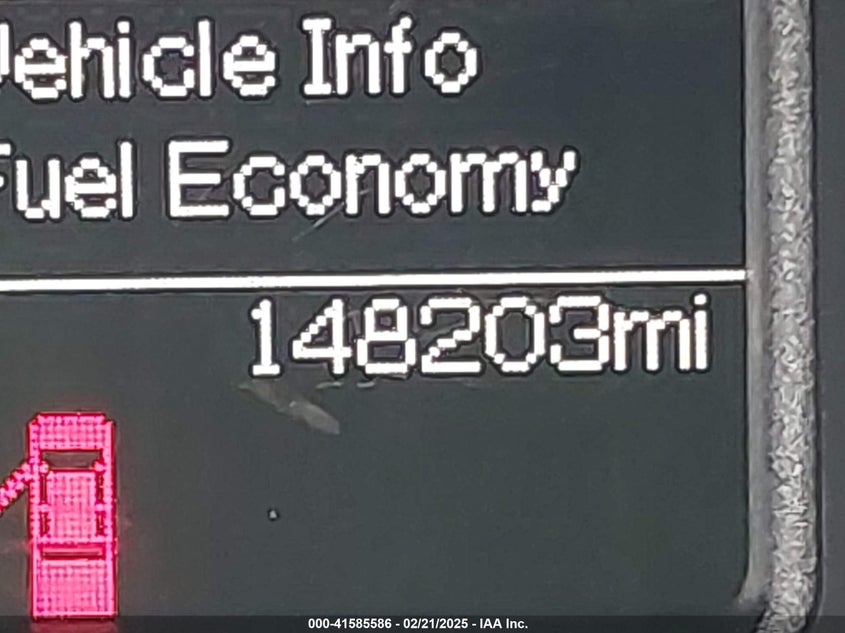 Vehicle Info
Fuel Economy
148203mi
000-41585586 - 02/21/2025 - IAA Inc.